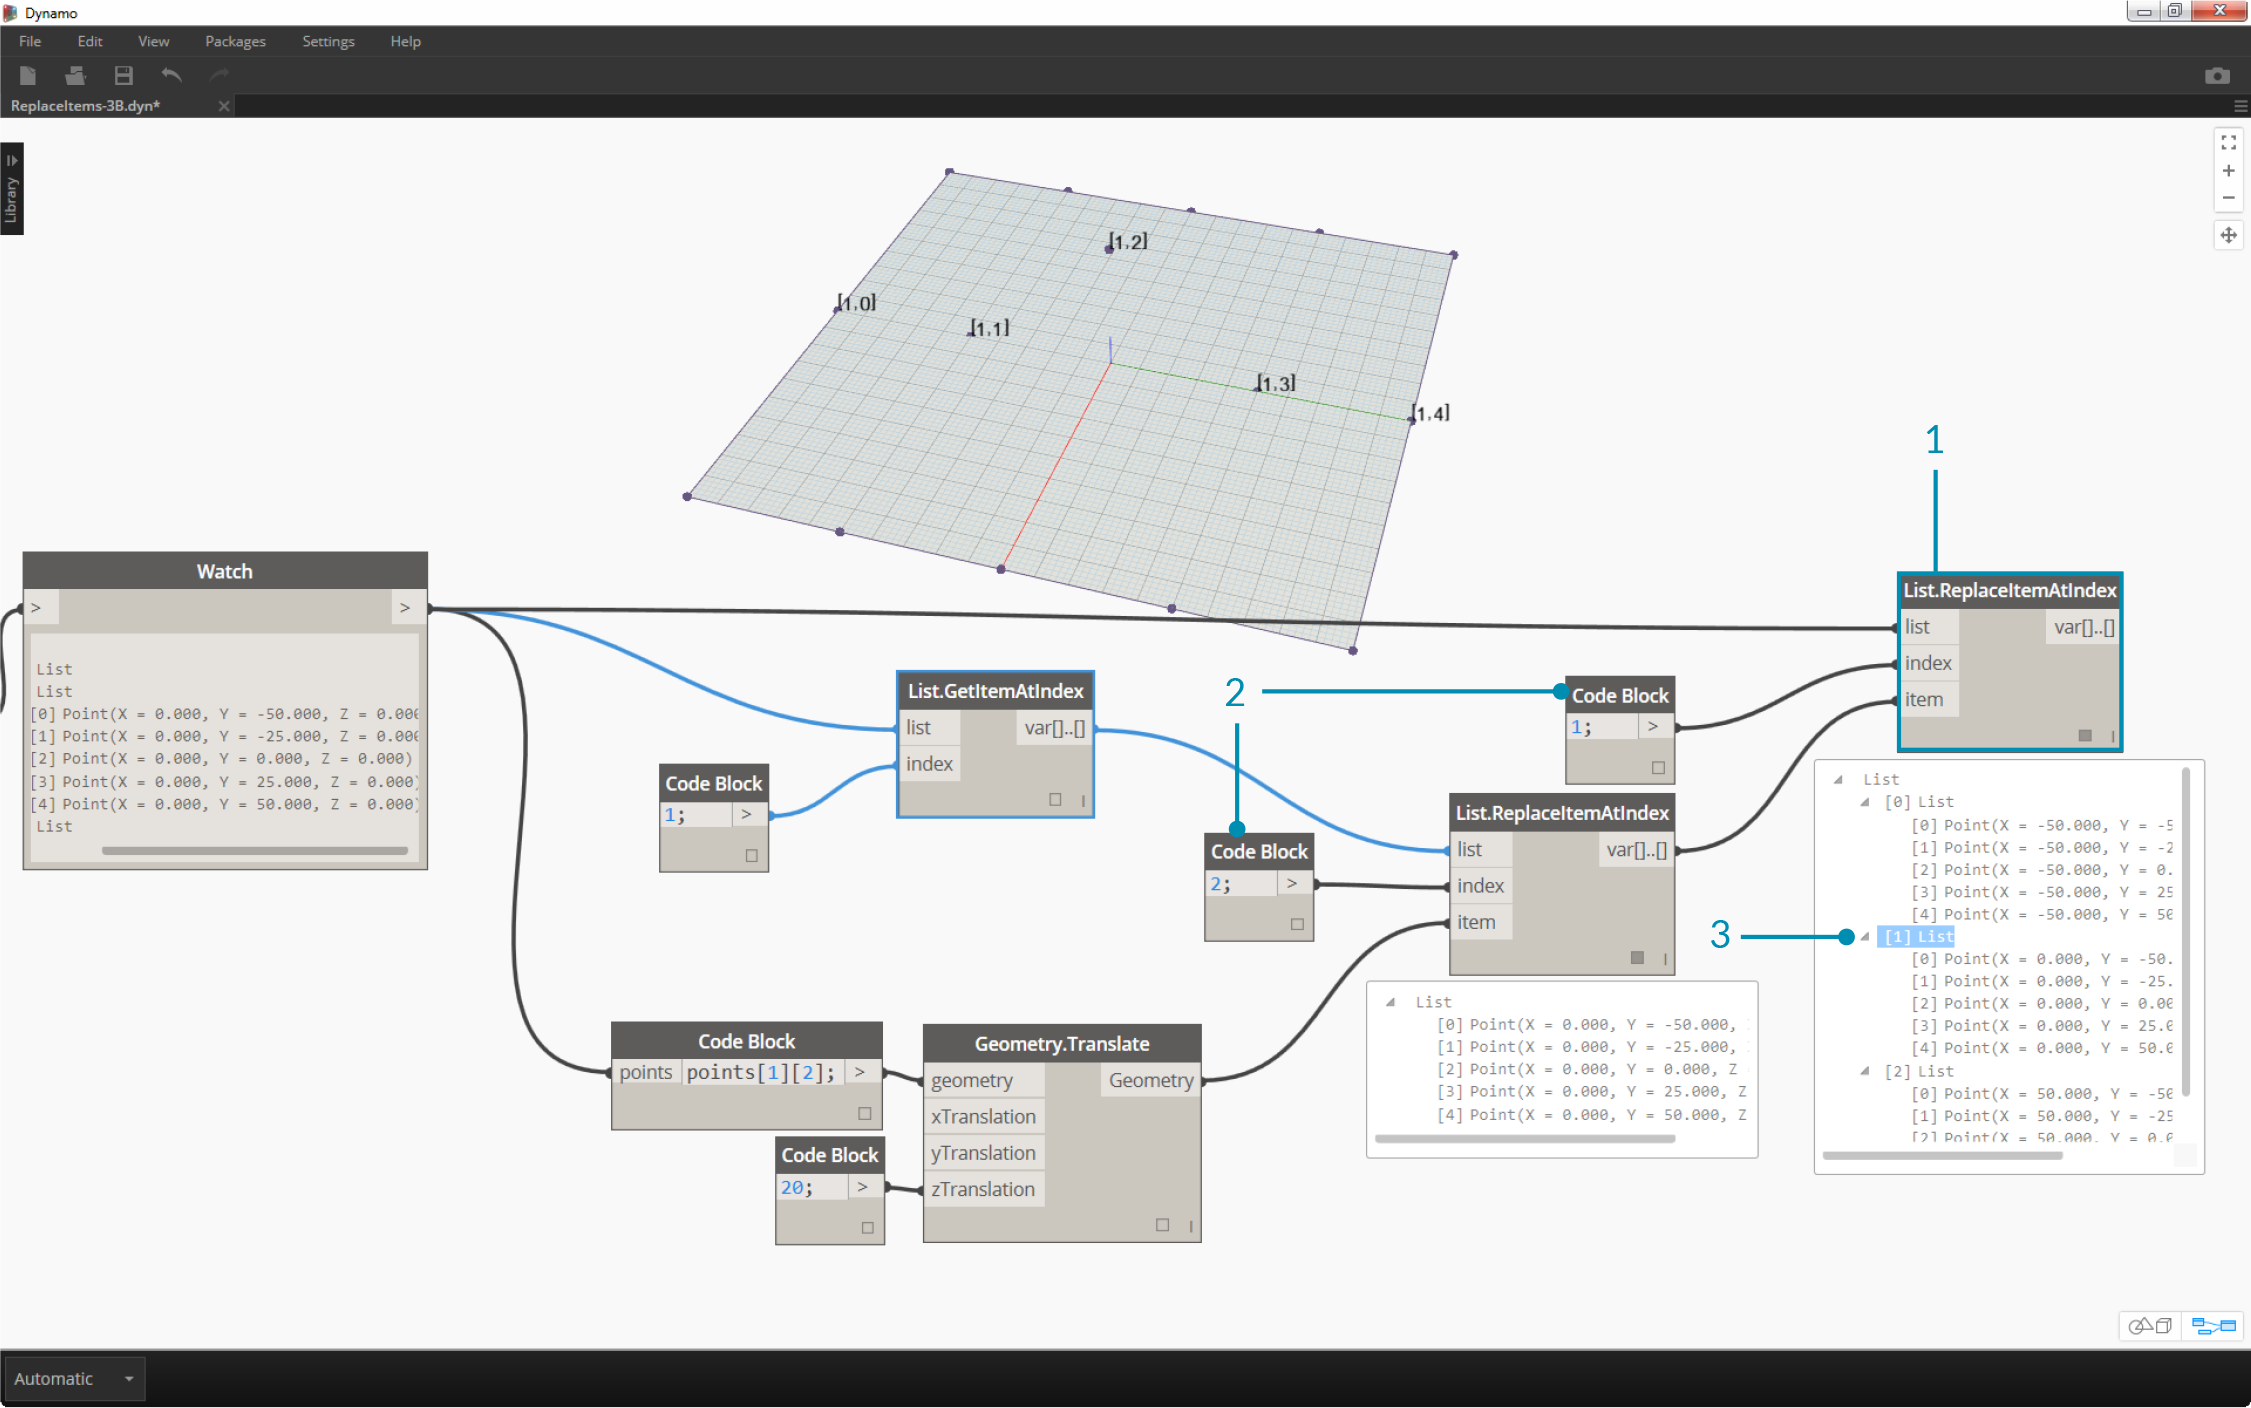 Dynamo
File Edit View Packages Settings Help
ReplaceItems-3B.dyn*
Library
[1,2]
[1,0]
[1,1]
[1,3]
[1,4]
1
Watch
> >
List
List
[0] Point(X = 0.000, Y = -50.000, Z = 0.000
[1] Point(X = 0.000, Y = -25.000, Z = 0.000
[2] Point(X = 0.000, Y = 0.000, Z = 0.000)
[3] Point(X = 0.000, Y = 25.000, Z = 0.000)
[4] Point(X = 0.000, Y = 50.000, Z = 0.000)
List
List.GetItemAtIndex
list var[]..[]
index
Code Block
1; >
2
Code Block
1; >
Code Block
2; >
List.ReplaceItemAtIndex
list var[]..[]
index
item
List.ReplaceItemAtIndex
list var[]..[]
index
item
Code Block
points points[1][2]; >
Code Block
20; >
Geometry.Translate
geometry Geometry
xTranslation
yTranslation
zTranslation
List
[0] Point(X = 0.000, Y = -50.000,
[1] Point(X = 0.000, Y = -25.000,
[2] Point(X = 0.000, Y = 0.000, Z
[3] Point(X = 0.000, Y = 25.000, Z
[4] Point(X = 0.000, Y = 50.000, Z
3
List
[0] List
[0] Point(X = -50.000, Y = -5
[1] Point(X = -50.000, Y = -2
[2] Point(X = -50.000, Y = 0.
[3] Point(X = -50.000, Y = 25
[4] Point(X = -50.000, Y = 50
[1] List
[0] Point(X = 0.000, Y = -50.
[1] Point(X = 0.000, Y = -25.
[2] Point(X = 0.000, Y = 0.00
[3] Point(X = 0.000, Y = 25.0
[4] Point(X = 0.000, Y = 50.0
[2] List
[0] Point(X = 50.000, Y = -50
[1] Point(X = 50.000, Y = -25
[2] Point(X = 50.000, Y = 0.0
Automatic